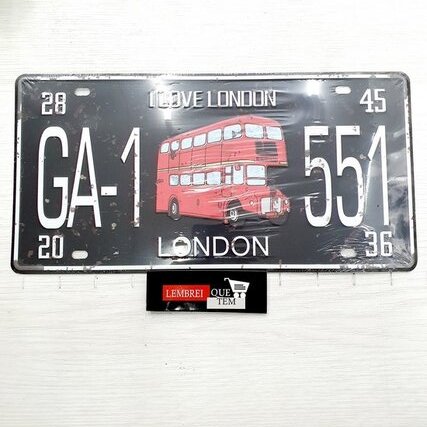 28 I LOVE LONDON 45
GA-1 551
20 LONDON 36
LEMBREI QUE
TEM